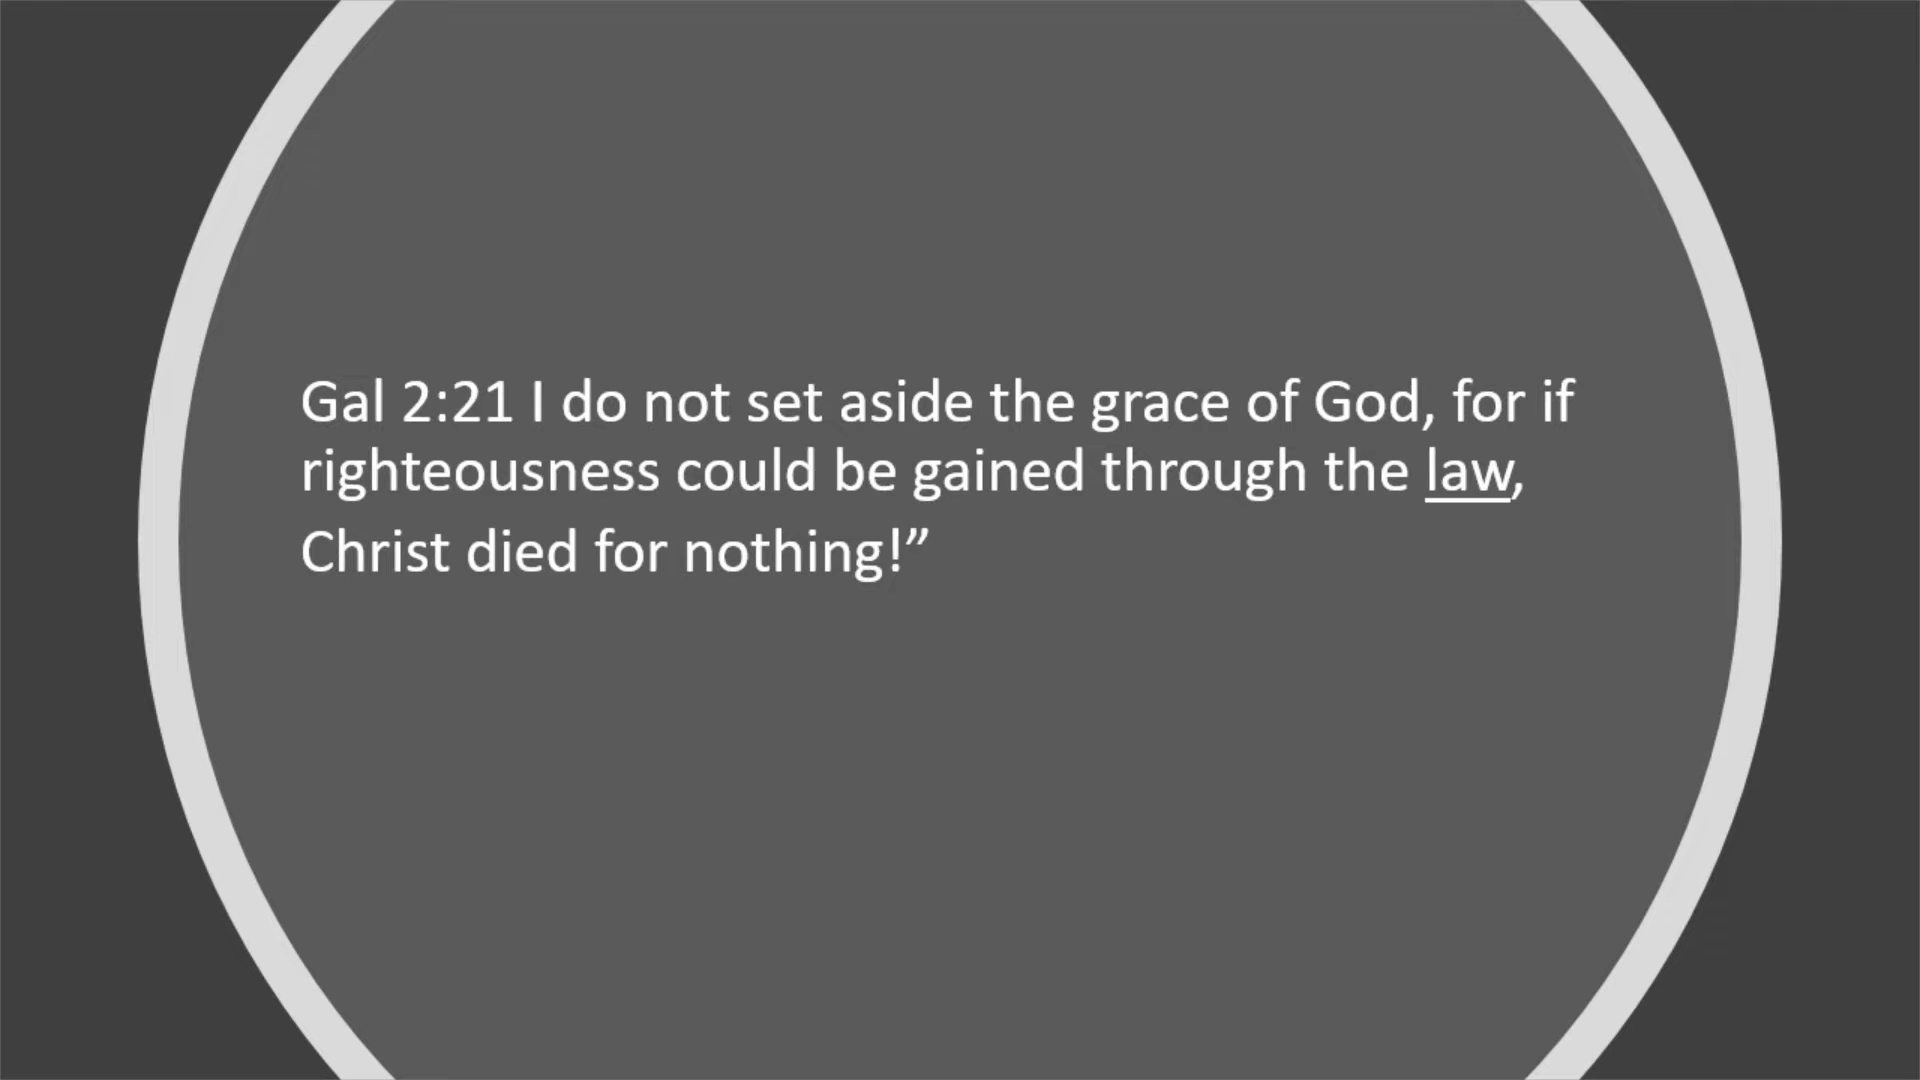 Gal 2:21 I do not set aside the grace of God, for if
righteousness could be gained through the law,
Christ died for nothing!”